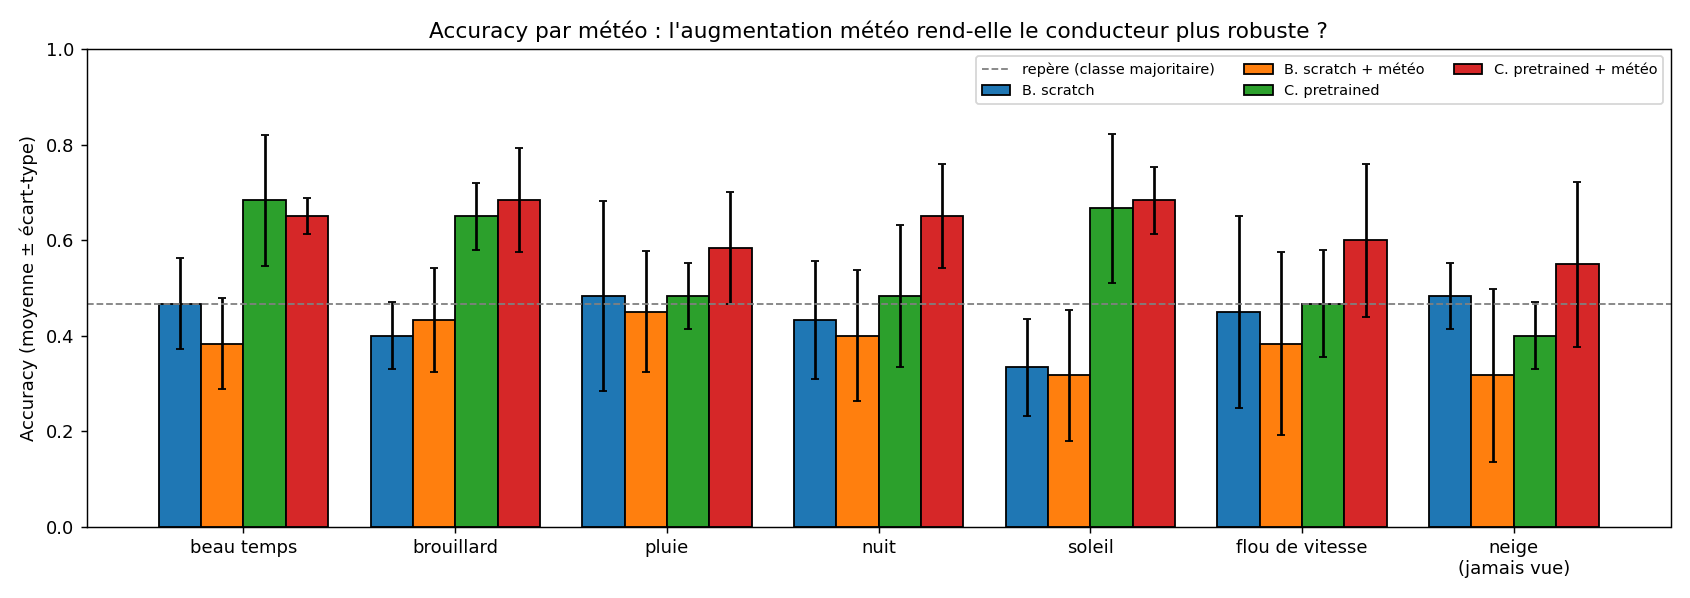 Accuracy par météo : l'augmentation météo rend-elle le conducteur plus robuste ?
Accuracy (moyenne ± écart-type)
1.0
0.8
0.6
0.4
0.2
0.0
repère (classe majoritaire)
B. scratch
B. scratch + météo
C. pretrained
C. pretrained + météo
beau temps
brouillard
pluie
nuit
soleil
flou de vitesse
neige
(jamais vue)